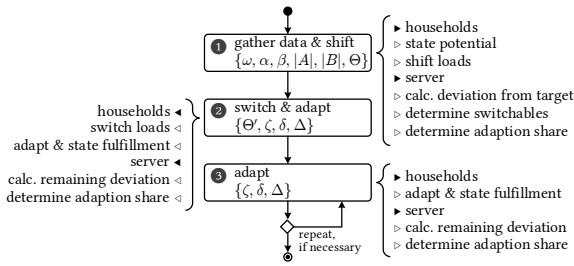 1 gather data & shift
{ω, α, β, |A|, |B|, Θ}
▶ households
▷ state potential
▷ shift loads
▶ server
▷ calc. deviation from target
▷ determine switchables
▷ determine adaption share
2 switch & adapt
{Θ′, ζ, δ, Δ}
households ◀
switch loads ◁
adapt & state fulfillment ◁
server ◀
calc. remaining deviation ◁
determine adaption share ◁
3 adapt
{ζ, δ, Δ}
▶ households
▷ adapt & state fulfillment
▶ server
▷ calc. remaining deviation
▷ determine adaption share
repeat,
if necessary